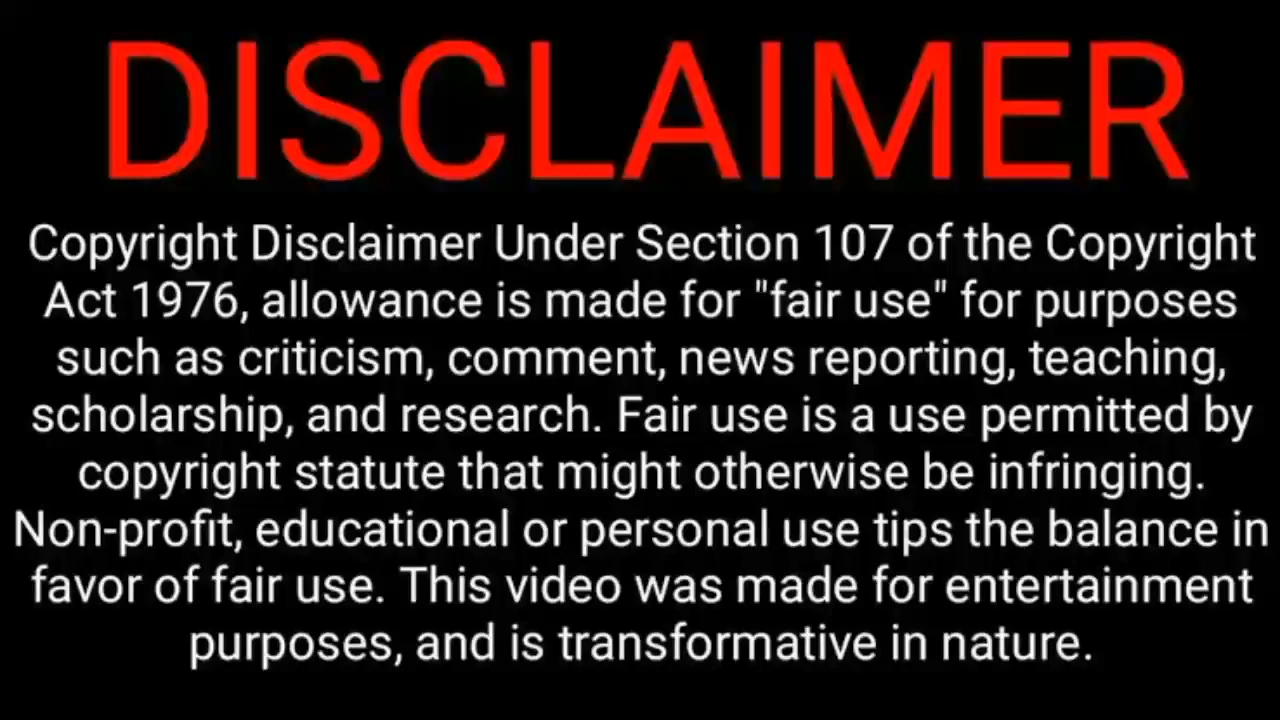 DISCLAIMER
Copyright Disclaimer Under Section 107 of the Copyright
Act 1976, allowance is made for "fair use" for purposes
such as criticism, comment, news reporting, teaching,
scholarship, and research. Fair use is a use permitted by
copyright statute that might otherwise be infringing.
Non-profit, educational or personal use tips the balance in
favor of fair use. This video was made for entertainment
purposes, and is transformative in nature.